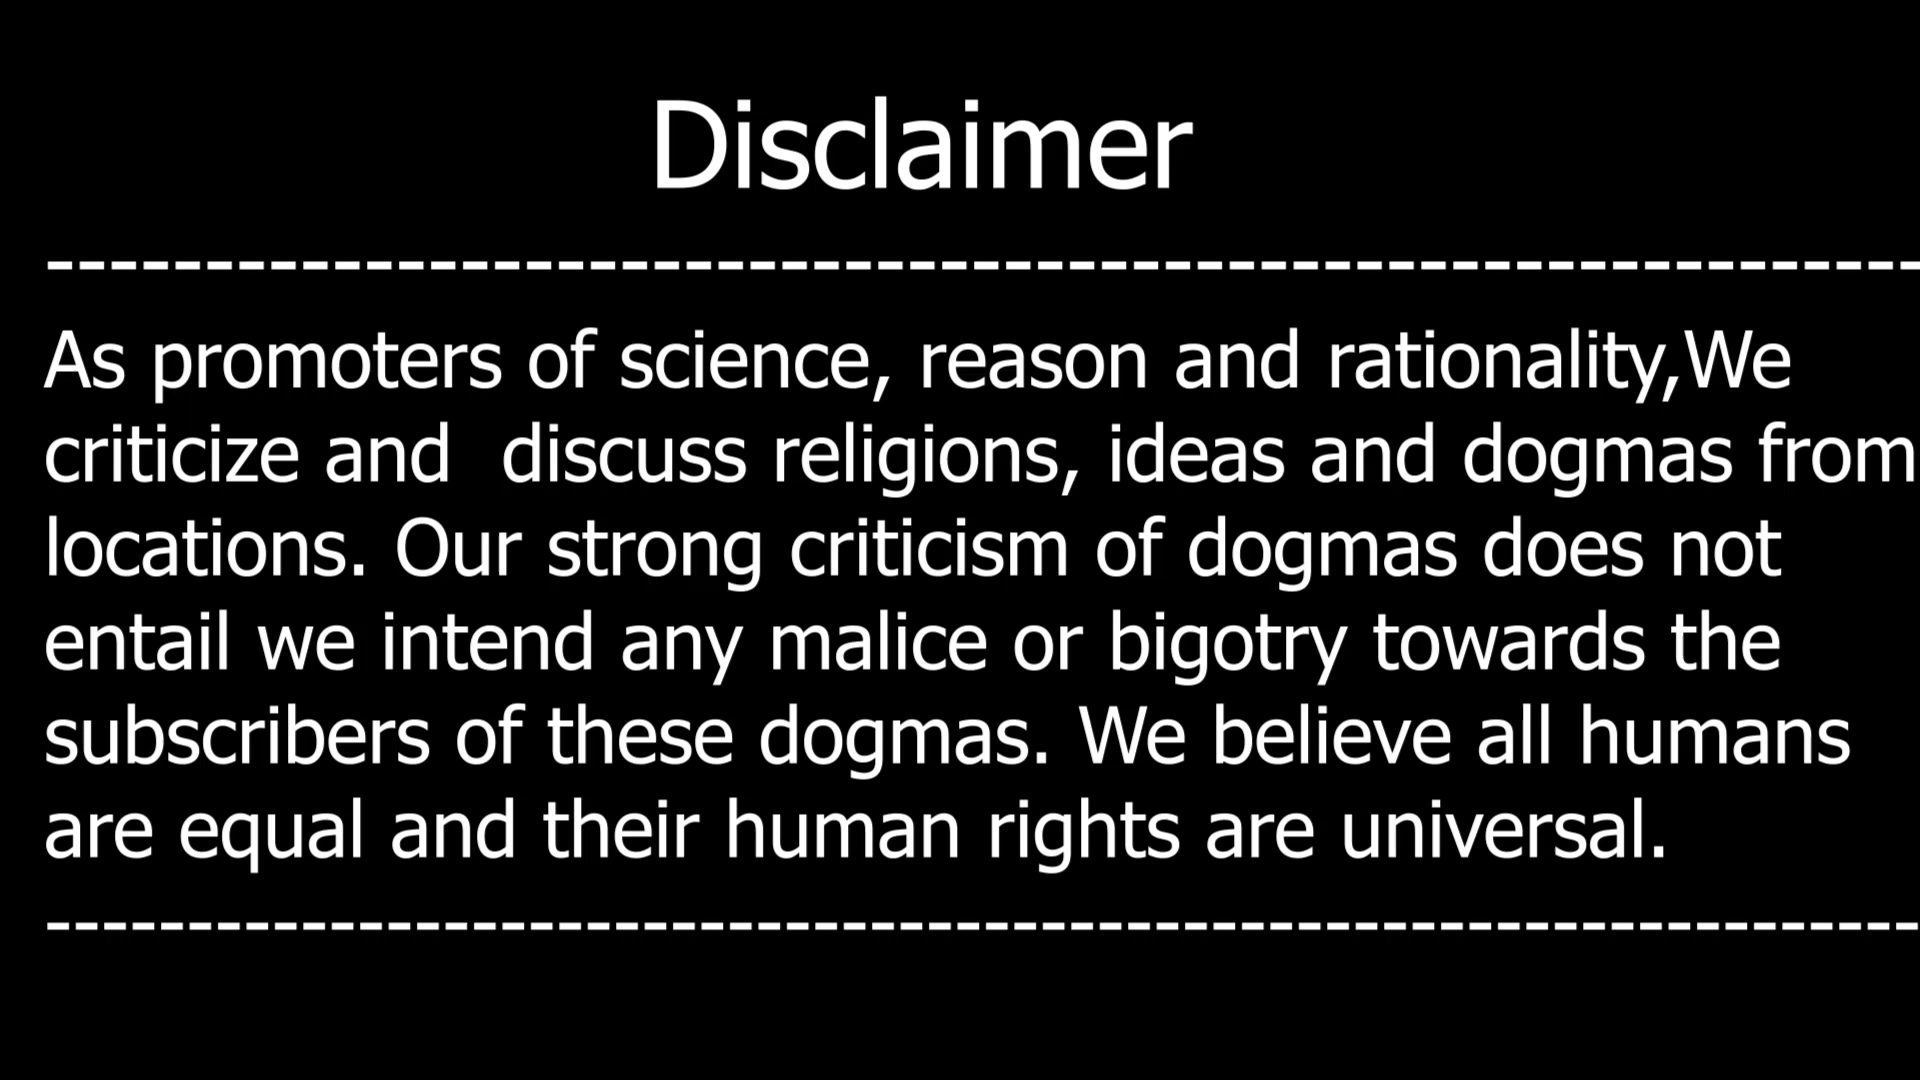 Disclaimer
-----------------------------------------------------------
As promoters of science, reason and rationality,We
criticize and  discuss religions, ideas and dogmas from
locations. Our strong criticism of dogmas does not
entail we intend any malice or bigotry towards the
subscribers of these dogmas. We believe all humans
are equal and their human rights are universal.
------------------------------------------------------------------